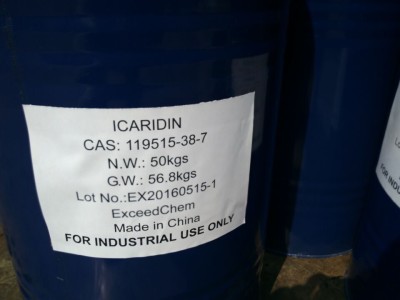 ICARIDIN
CAS: 119515-38-7
N.W.: 50kgs
G.W.: 56.8kgs
Lot No.:EX20160515-1
ExceedChem
Made in China
FOR INDUSTRIAL USE ONLY